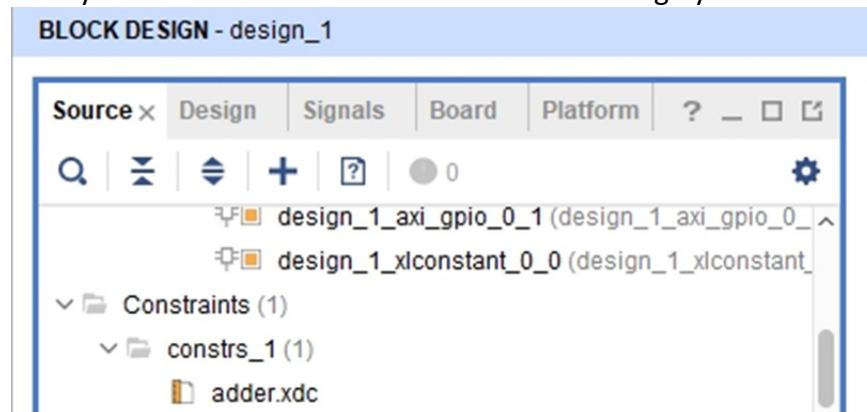 BLOCK DESIGN - design_1
Source × Design Signals Board Platform ? _
? 0
design_1_axi_gpio_0_1 (design_1_axi_gpio_0_
design_1_xlconstant_0_0 (design_1_xlconstant_
Constraints (1)
constrs_1 (1)
adder.xdc